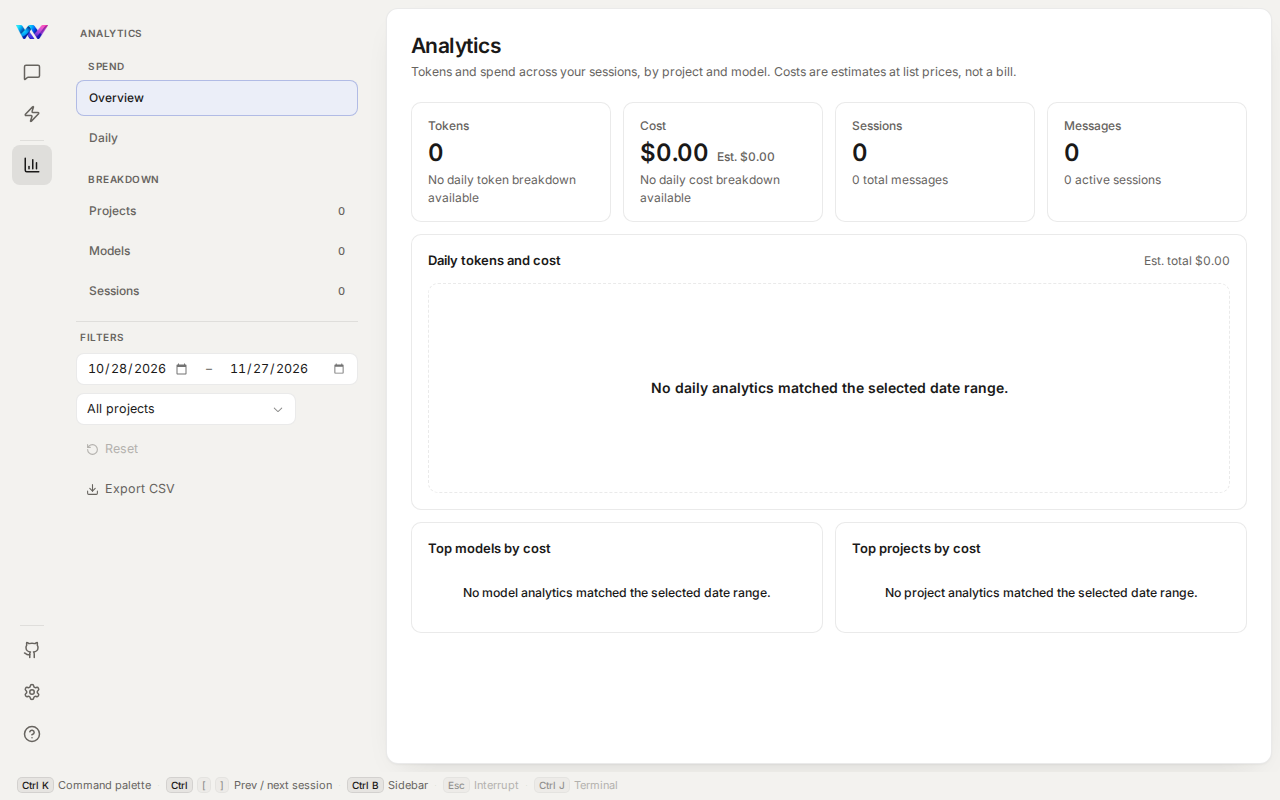 ANALYTICS
SPEND
Overview
Daily
BREAKDOWN
Projects 0
Models 0
Sessions 0
FILTERS
10/28/2026 – 11/27/2026
All projects
Reset
Export CSV
Analytics
Tokens and spend across your sessions, by project and model. Costs are estimates at list prices, not a bill.
Tokens
0
No daily token breakdown
available
Cost
$0.00 Est. $0.00
No daily cost breakdown
available
Sessions
0
0 total messages
Messages
0
0 active sessions
Daily tokens and cost Est. total $0.00
No daily analytics matched the selected date range.
Top models by cost
No model analytics matched the selected date range.
Top projects by cost
No project analytics matched the selected date range.
Ctrl K Command palette Ctrl [ ] Prev / next session Ctrl B Sidebar Esc Interrupt Ctrl J Terminal